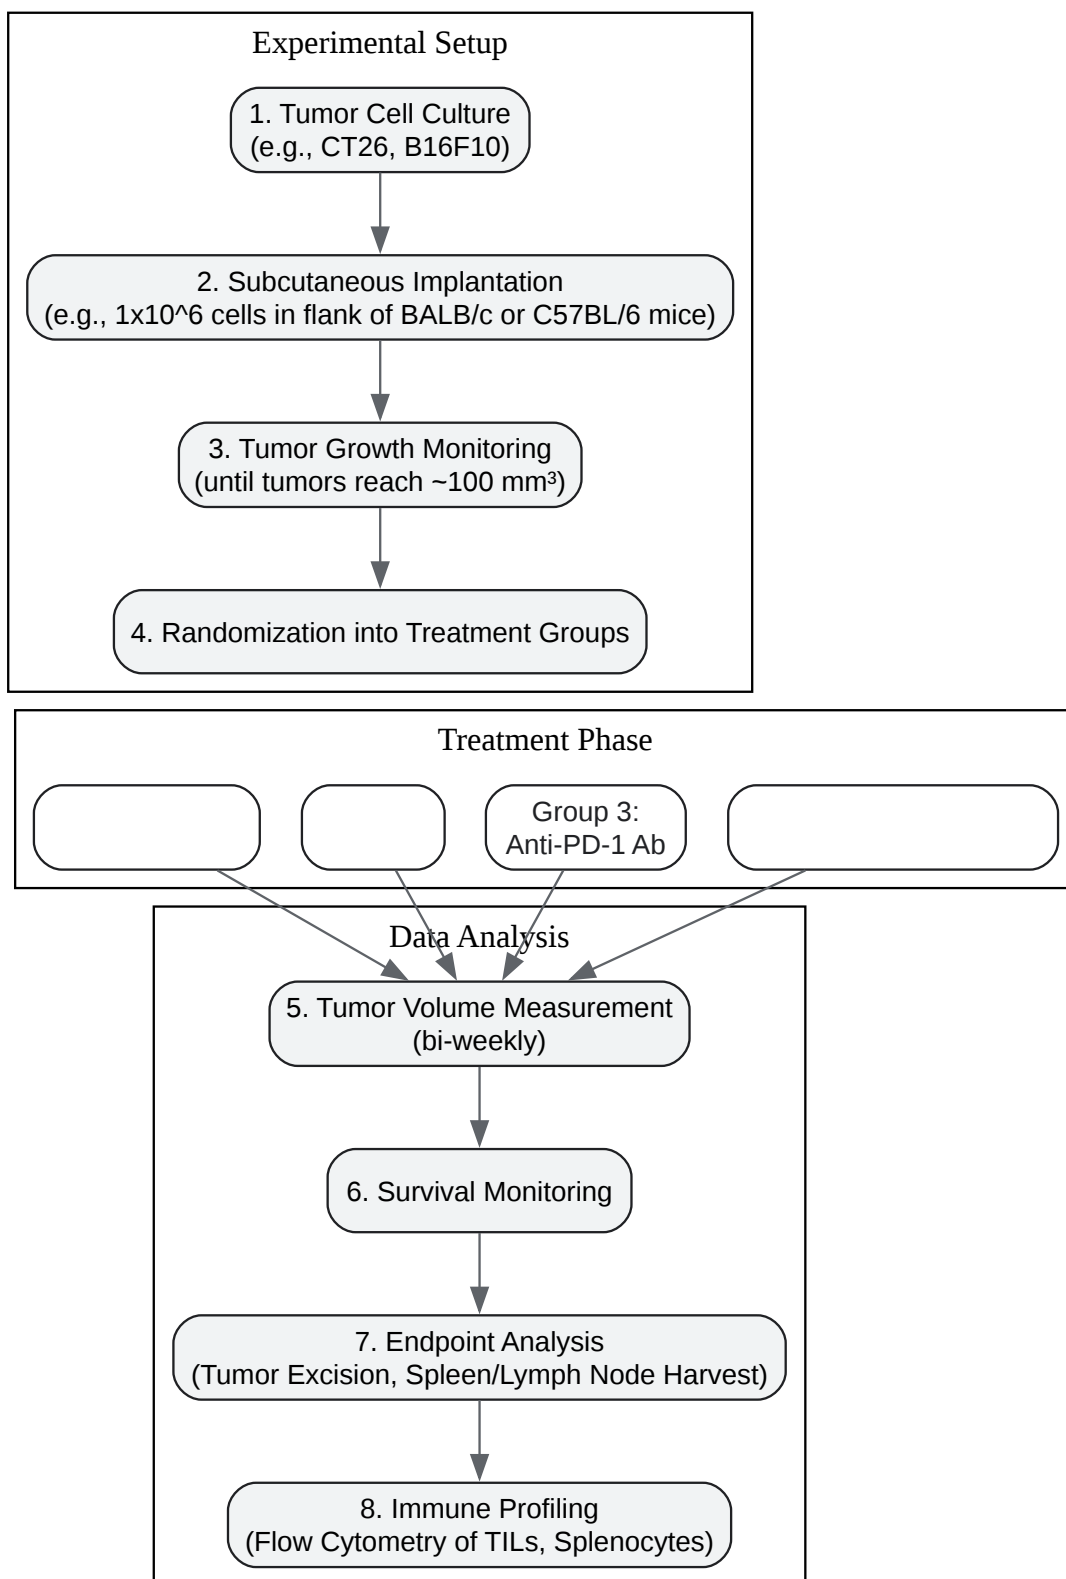 Experimental Setup
1. Tumor Cell Culture
(e.g., CT26, B16F10)
2. Subcutaneous Implantation
(e.g., 1x10^6 cells in flank of BALB/c or C57BL/6 mice)
3. Tumor Growth Monitoring
(until tumors reach ~100 mm³)
4. Randomization into Treatment Groups
Treatment Phase
Group 3:
Anti-PD-1 Ab
Data Analysis
5. Tumor Volume Measurement
(bi-weekly)
6. Survival Monitoring
7. Endpoint Analysis
(Tumor Excision, Spleen/Lymph Node Harvest)
8. Immune Profiling
(Flow Cytometry of TILs, Splenocytes)